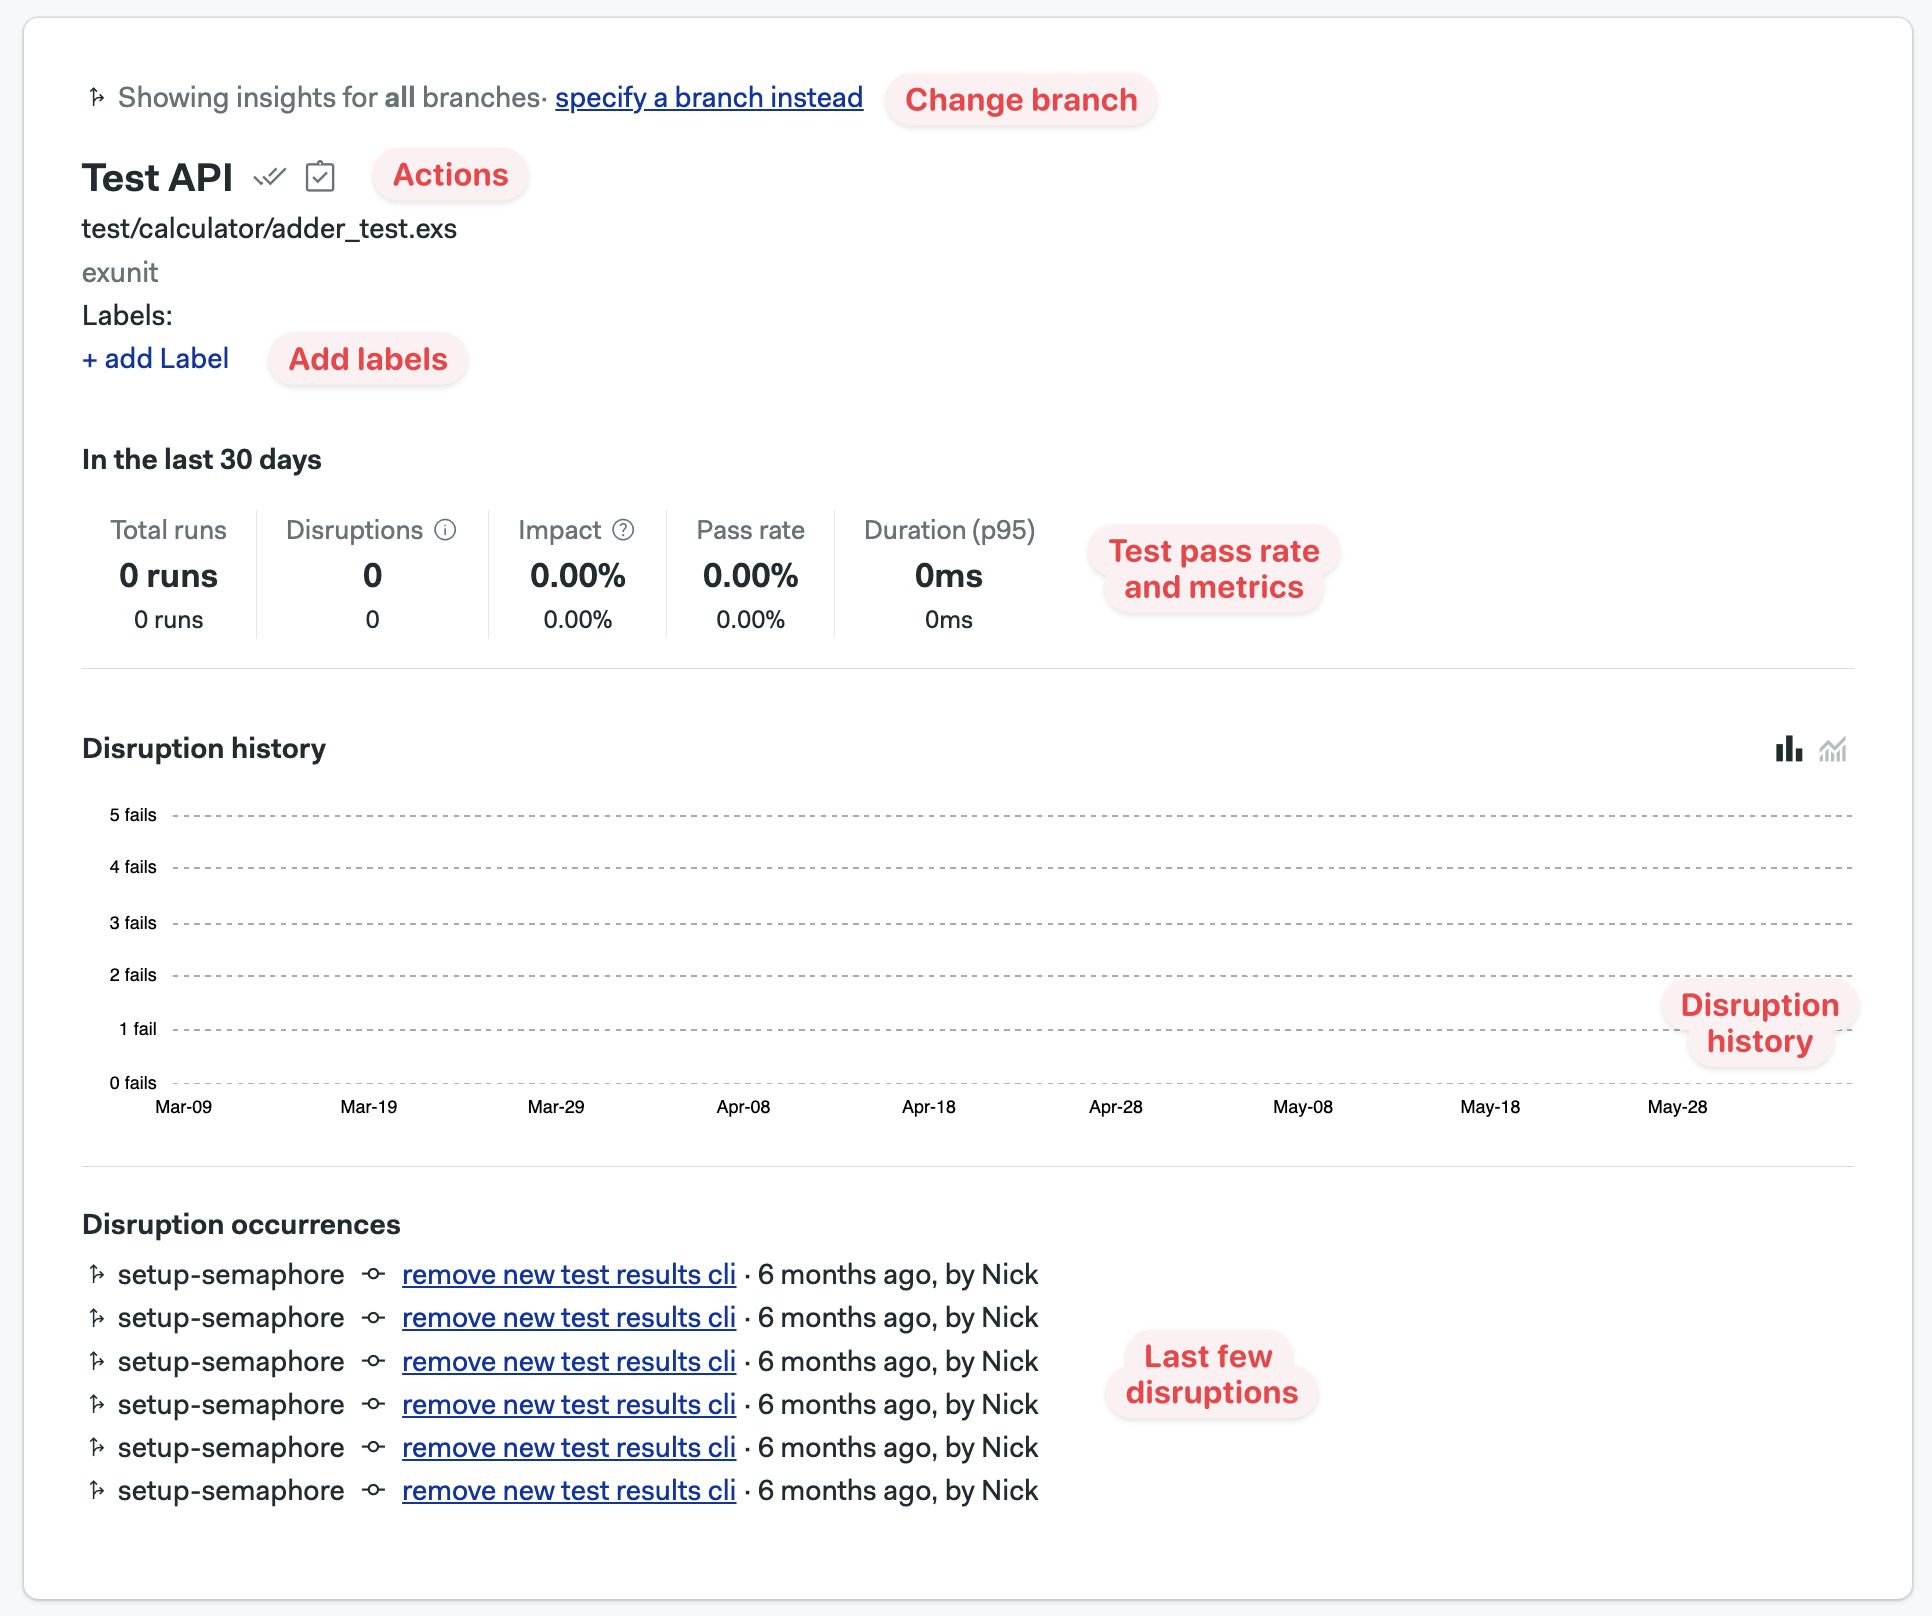 Showing insights for all branches· specify a branch instead
Change branch
Test API
Actions
test/calculator/adder_test.exs
exunit
Labels:
+ add Label
Add labels
In the last 30 days
Total runs
0 runs
0 runs
Disruptions
0
0
Impact
0.00%
0.00%
Pass rate
0.00%
0.00%
Duration (p95)
0ms
0ms
Test pass rate
and metrics
Disruption history
5 fails
4 fails
3 fails
2 fails
1 fail
0 fails
Mar-09 Mar-19 Mar-29 Apr-08 Apr-18 Apr-28 May-08 May-18 May-28
Disruption
history
Disruption occurrences
setup-semaphore remove new test results cli · 6 months ago, by Nick
setup-semaphore remove new test results cli · 6 months ago, by Nick
setup-semaphore remove new test results cli · 6 months ago, by Nick
setup-semaphore remove new test results cli · 6 months ago, by Nick
setup-semaphore remove new test results cli · 6 months ago, by Nick
setup-semaphore remove new test results cli · 6 months ago, by Nick
Last few
disruptions